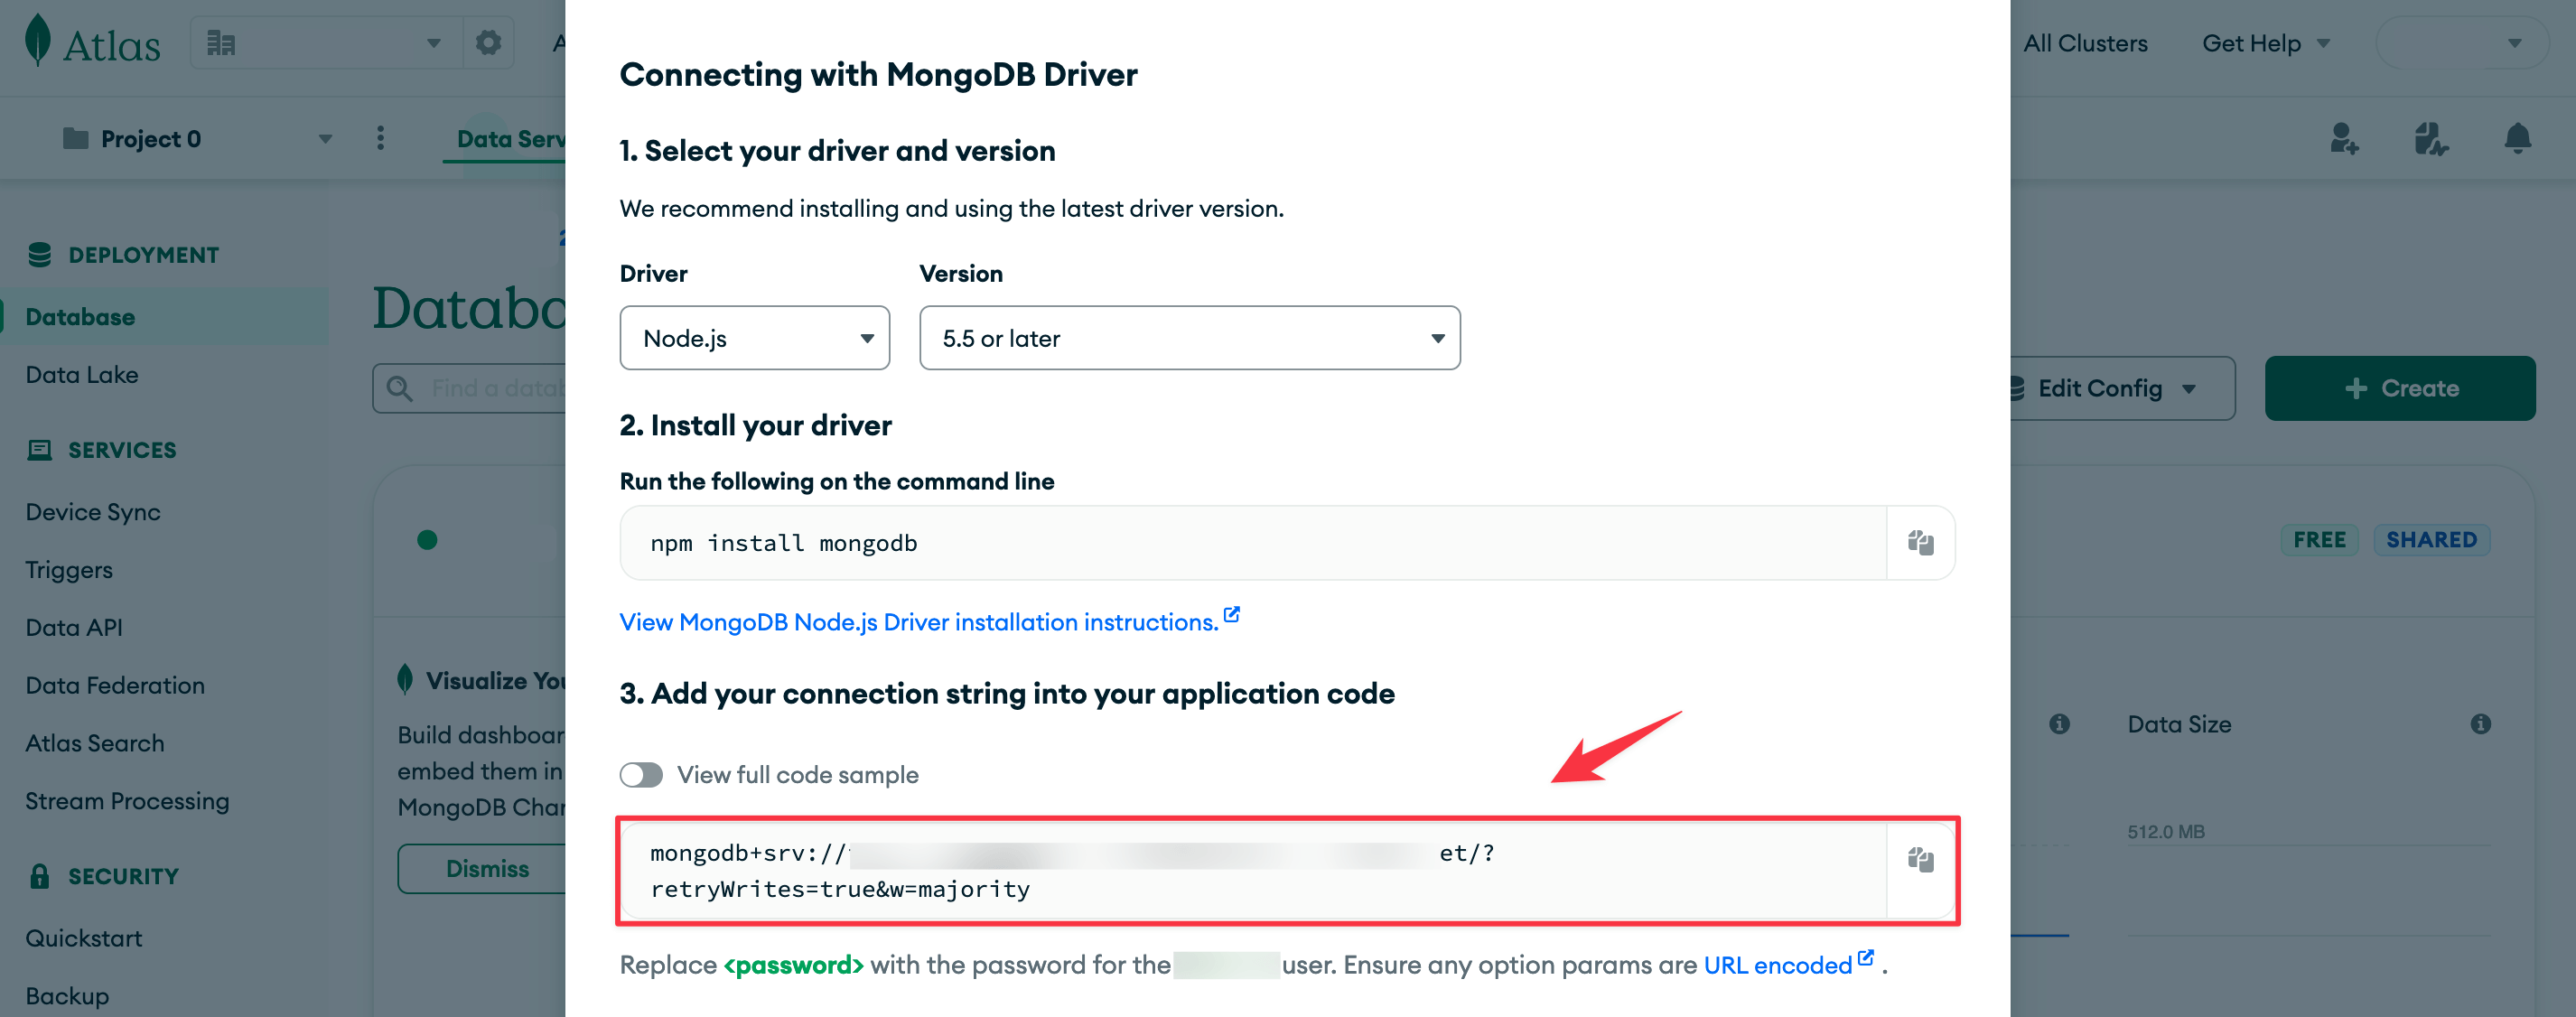 Atlas
All Clusters
Get Help
Project 0
Data Serv
DEPLOYMENT
Database
Data Lake
SERVICES
Device Sync
Triggers
Data API
Data Federation
Atlas Search
Stream Processing
SECURITY
Quickstart
Backup
Find a datab
Visualize You
Build dashboar
embed them in
MongoDB Char
Dismiss
Connecting with MongoDB Driver
1. Select your driver and version
We recommend installing and using the latest driver version.
Driver
Version
Node.js
5.5 or later
2. Install your driver
Run the following on the command line
npm install mongodb
View MongoDB Node.js Driver installation instructions.
3. Add your connection string into your application code
View full code sample
mongodb+srv:// et/?
retryWrites=true&w=majority
Replace <password> with the password for the user. Ensure any option params are URL encoded .
Edit Config
+ Create
FREE
SHARED
Data Size
512.0 MB